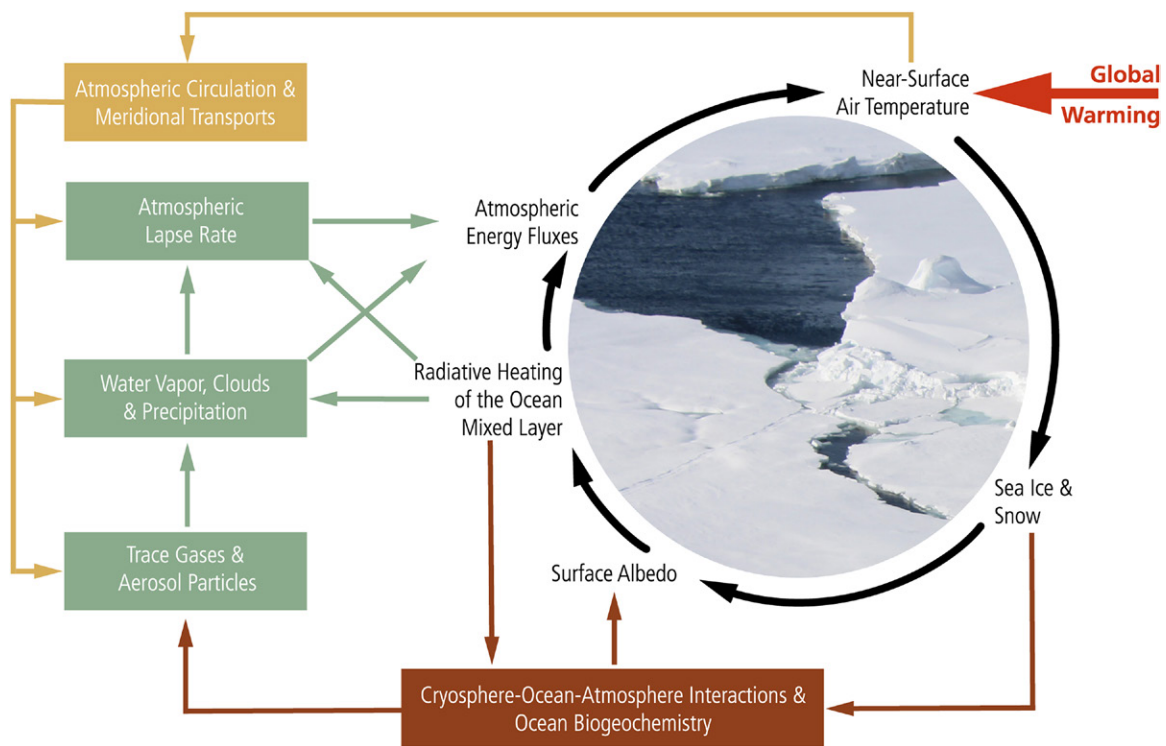 Atmospheric Circulation &
Meridional Transports
Near-Surface
Air Temperature
Global
Warming
Atmospheric
Lapse Rate
Atmospheric
Energy Fluxes
Water Vapor, Clouds
& Precipitation
Radiative Heating
of the Ocean
Mixed Layer
Sea Ice &
Snow
Trace Gases &
Aerosol Particles
Surface Albedo
Cryosphere-Ocean-Atmosphere Interactions &
Ocean Biogeochemistry